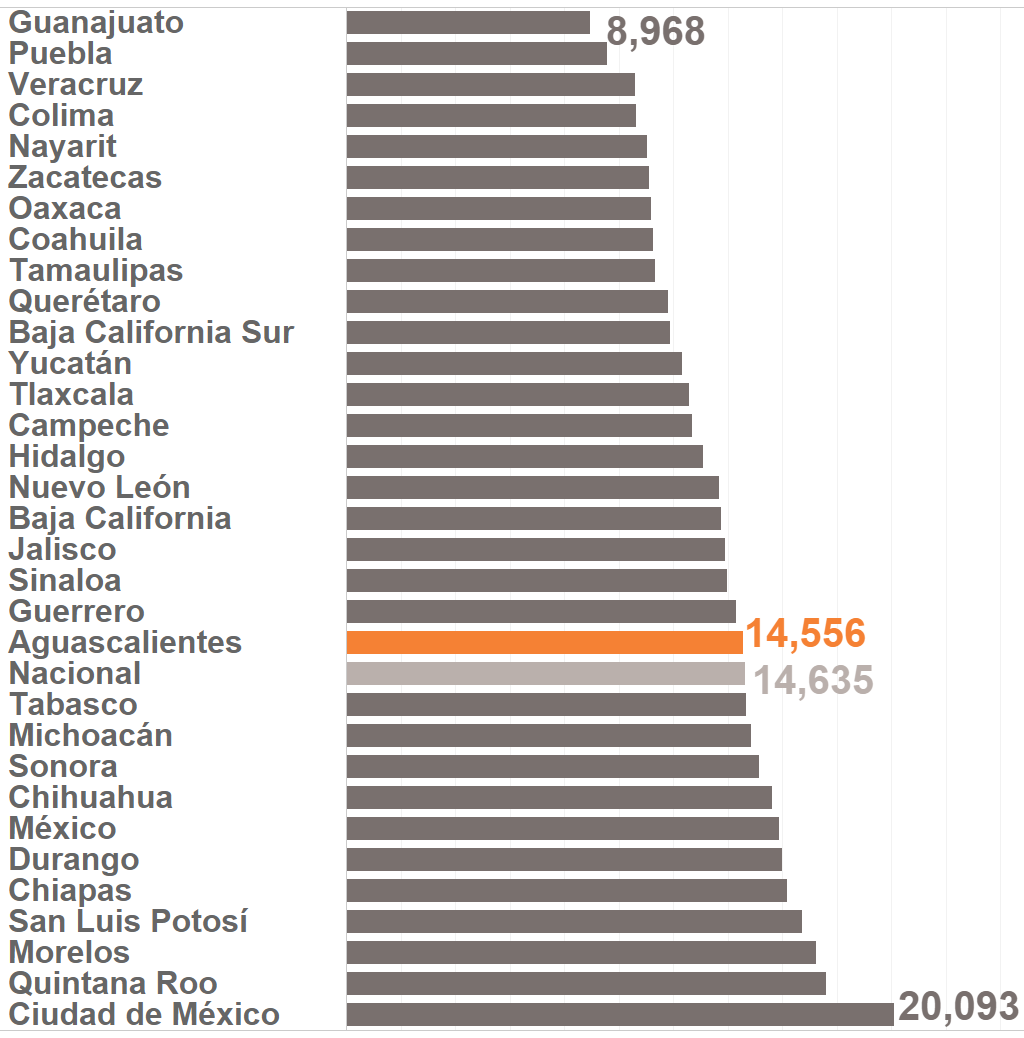 Guanajuato 8,968
Puebla
Veracruz
Colima
Nayarit
Zacatecas
Oaxaca
Coahuila
Tamaulipas
Querétaro
Baja California Sur
Yucatán
Tlaxcala
Campeche
Hidalgo
Nuevo León
Baja California
Jalisco
Sinaloa
Guerrero
Aguascalientes 14,556
Nacional 14,635
Tabasco
Michoacán
Sonora
Chihuahua
México
Durango
Chiapas
San Luis Potosí
Morelos
Quintana Roo
Ciudad de México 20,093